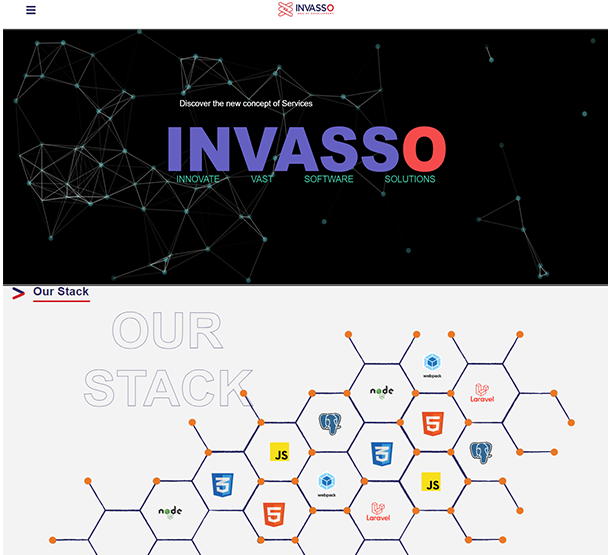 INVASSO
Discover the new concept of Services
INVASSO
INNOVATE VAST SOFTWARE SOLUTIONS
Our Stack
OUR
STACK
webpack
node
Laravel
5
3
JS
3
webpack
JS
node
5
Laravel